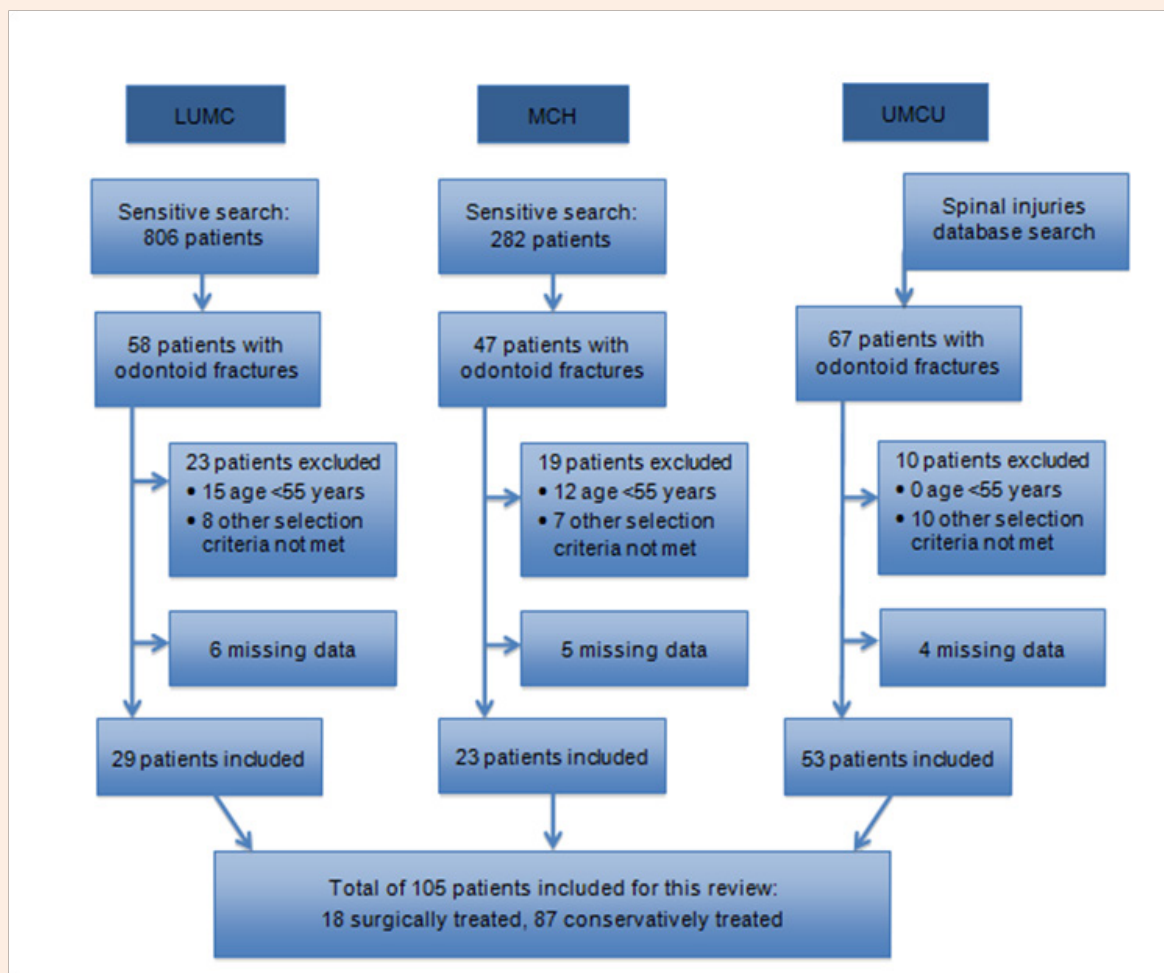 LUMC
MCH
UMCU
Sensitive search:
806 patients
Sensitive search:
282 patients
Spinal injuries
database search
58 patients with
odontoid fractures
47 patients with
odontoid fractures
67 patients with
odontoid fractures
23 patients excluded
• 15 age <55 years
• 8 other selection
criteria not met
19 patients excluded
• 12 age <55 years
• 7 other selection
criteria not met
10 patients excluded
• 0 age <55 years
• 10 other selection
criteria not met
6 missing data
5 missing data
4 missing data
29 patients included
23 patients included
53 patients included
Total of 105 patients included for this review:
18 surgically treated, 87 conservatively treated